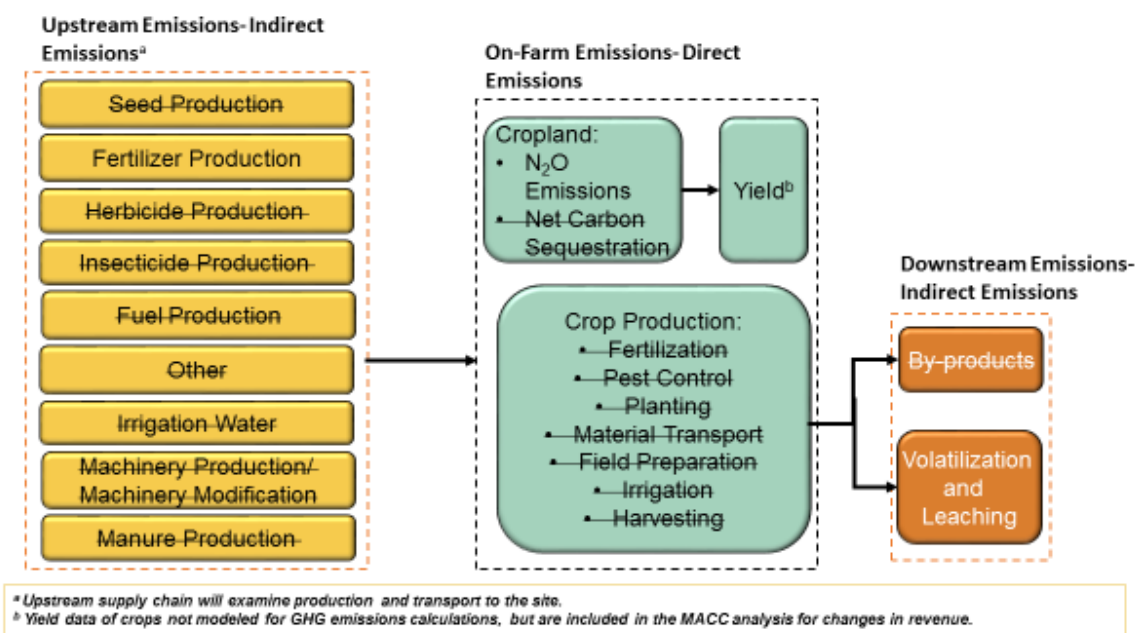 Upstream Emissions- Indirect
Emissionsᵃ
Seed Production
Fertilizer Production
Herbicide Production
Insecticide Production
Fuel Production
Other
Irrigation Water
Machinery Production/
Machinery Modification
Manure Production
On-Farm Emissions- Direct
Emissions
Cropland:
• N₂O
Emissions
• Net Carbon
Sequestration
Yieldᵇ
Crop Production:
• Fertilization
• Pest Control
• Planting
• Material Transport
• Field Preparation
• Irrigation
• Harvesting
Downstream Emissions-
Indirect Emissions
By-products
Volatilization
and
Leaching
ᵃ Upstream supply chain will examine production and transport to the site.
ᵇ Yield data of crops not modeled for GHG emissions calculations, but are included in the MACC analysis for changes in revenue.